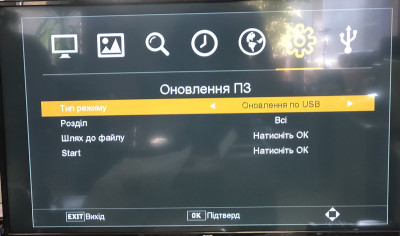 Оновлення ПЗ
Тип режиму Оновлення по USB
Розділ Всі
Шлях до файлу Натисніть ОК
Start Натисніть ОК
EXIT Вихід OK Підтверд